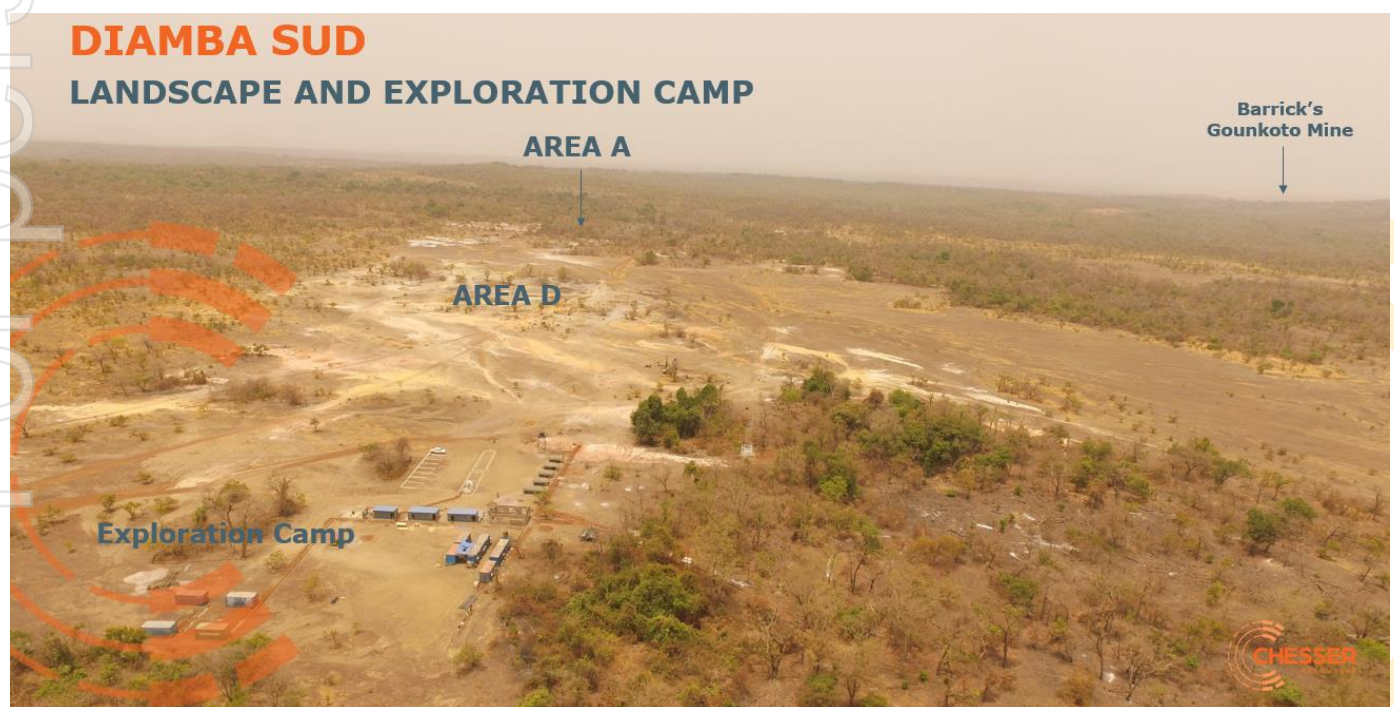 DIAMBA SUD
LANDSCAPE AND EXPLORATION CAMP
Barrick’s
Gounkoto Mine
AREA A
AREA D
Exploration Camp
CHESSER